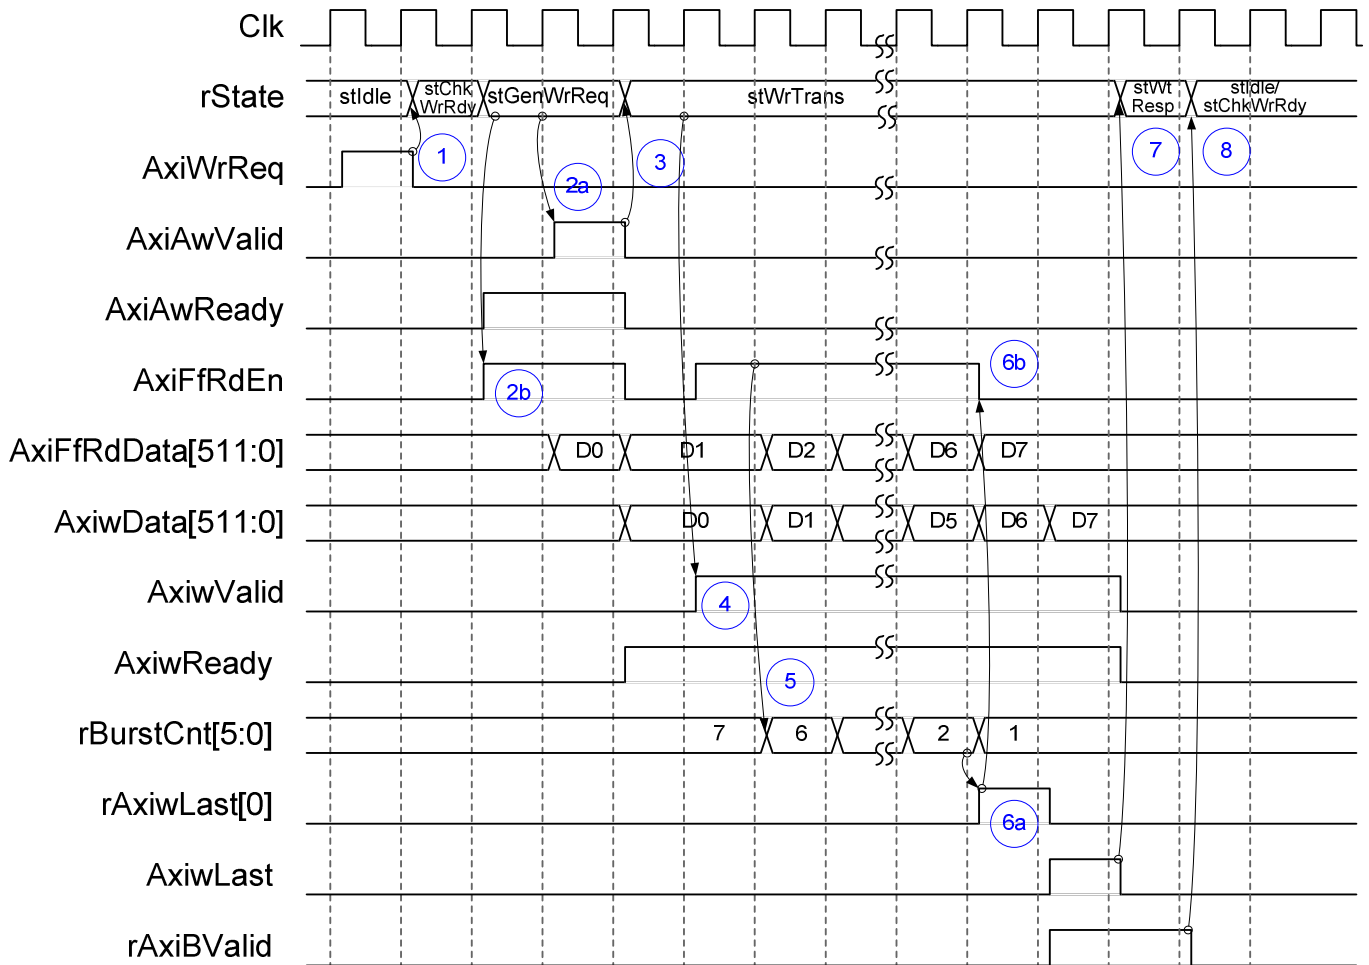 Clk
rState
stIdle
stChk
WrRdy
stGenWrReq
stWrTrans
stWt
Resp
stIdle/
stChkWrRdy
AxiWrReq
1
2a
3
7
8
AxiAwValid
AxiAwReady
AxiFfRdEn
2b
6b
AxiFfRdData[511:0]
D0
D1
D2
D6
D7
AxiwData[511:0]
D0
D1
D5
D6
D7
AxiwValid
4
AxiwReady
5
rBurstCnt[5:0]
7
6
2
1
rAxiwLast[0]
6a
AxiwLast
rAxiBValid